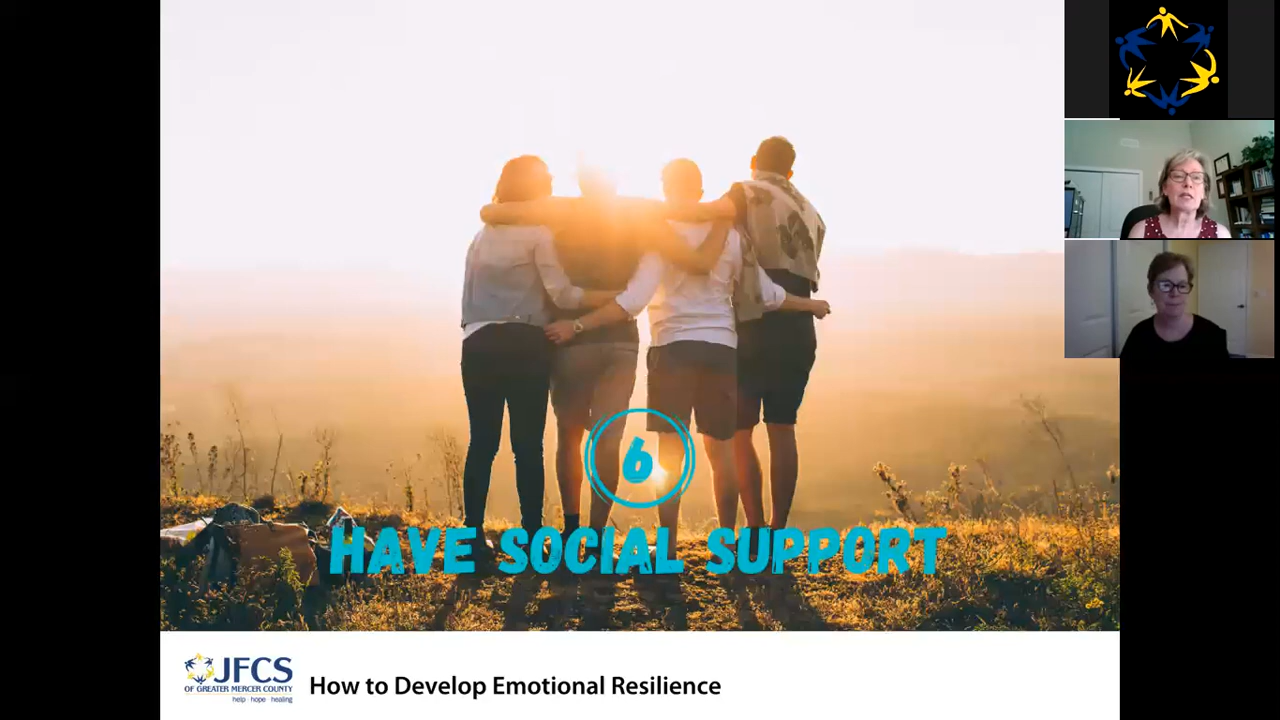 6
HAVE SOCIAL SUPPORT
JFCS
OF GREATER MERCER COUNTY
help hope healing
How to Develop Emotional Resilience